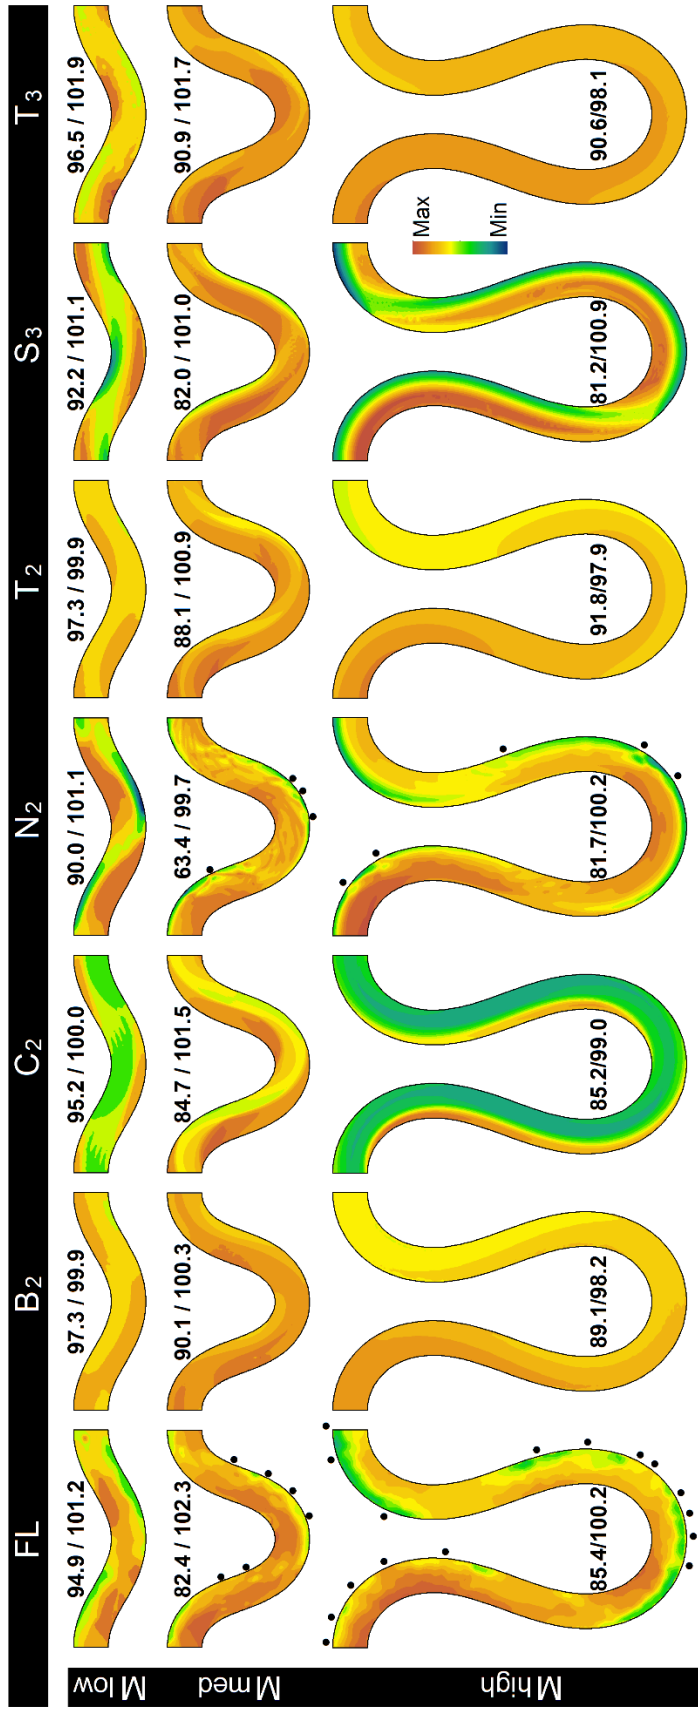 FL B₂ C₂ N₂ T₂ S₃ T₃
M low
94.9 / 101.2 97.3 / 99.9 95.2 / 100.0 90.0 / 101.1 97.3 / 99.9 92.2 / 101.1 96.5 / 101.9
M med
82.4 / 102.3 90.1 / 100.3 84.7 / 101.5 63.4 / 99.7 88.1 / 100.9 82.0 / 101.0 90.9 / 101.7
M high
85.4/100.2 89.1/98.2 85.2/99.0 81.7/100.2 91.8/97.9 81.2/100.9 90.6/98.1
Max
Min